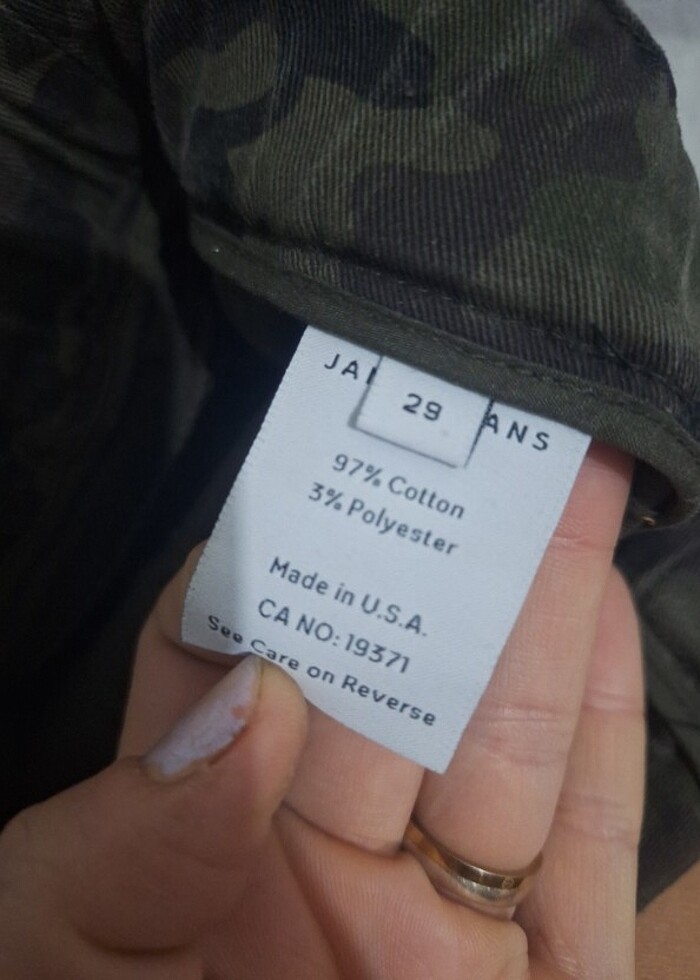 29
97% Cotton
3% Polyester
Made in U.S.A.
CA NO: 19371
See Care on Reverse